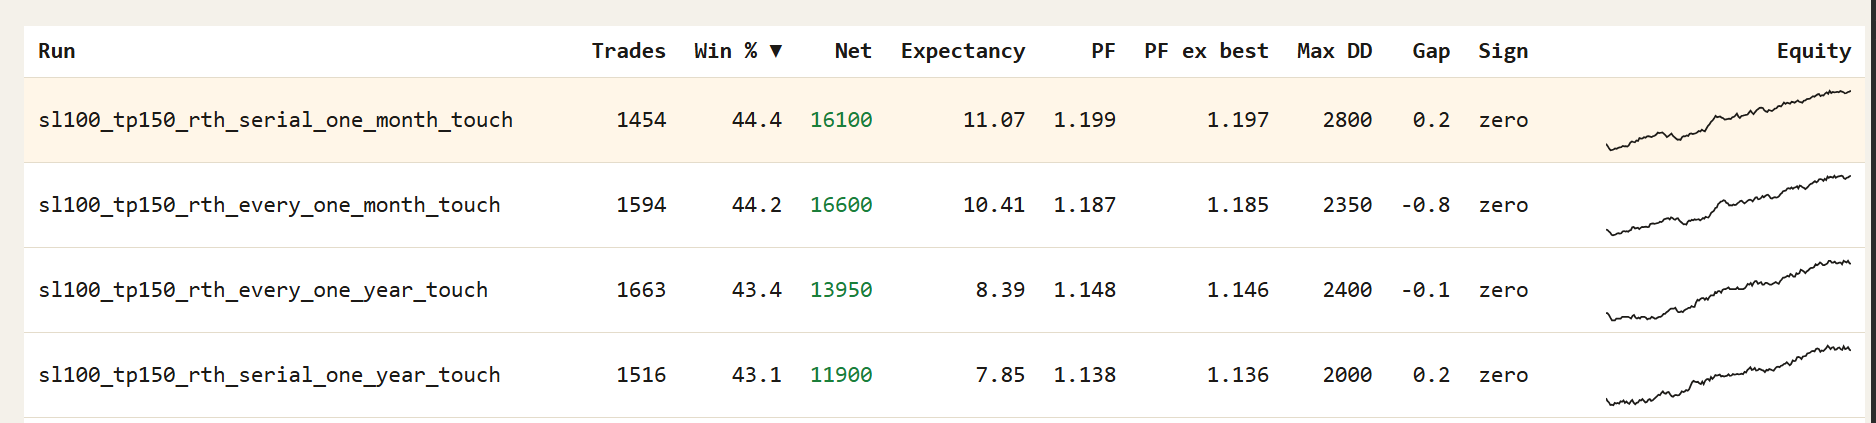 Run Trades Win % ▼ Net Expectancy PF PF ex best Max DD Gap Sign Equity
sl100_tp150_rth_serial_one_month_touch 1454 44.4 16100 11.07 1.199 1.197 2800 0.2 zero
sl100_tp150_rth_every_one_month_touch 1594 44.2 16600 10.41 1.187 1.185 2350 -0.8 zero
sl100_tp150_rth_every_one_year_touch 1663 43.4 13950 8.39 1.148 1.146 2400 -0.1 zero
sl100_tp150_rth_serial_one_year_touch 1516 43.1 11900 7.85 1.138 1.136 2000 0.2 zero